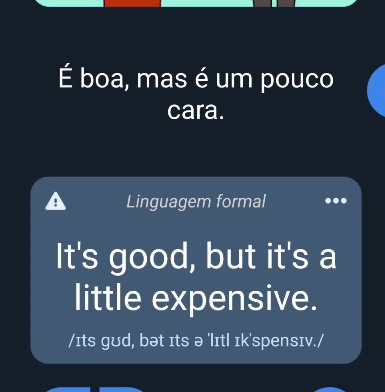 É boa, mas é um pouco
cara.
Linguagem formal
It's good, but it's a
little expensive.
/ɪts gʊd, bət ɪts ə 'lɪtl ɪk'spensɪv./